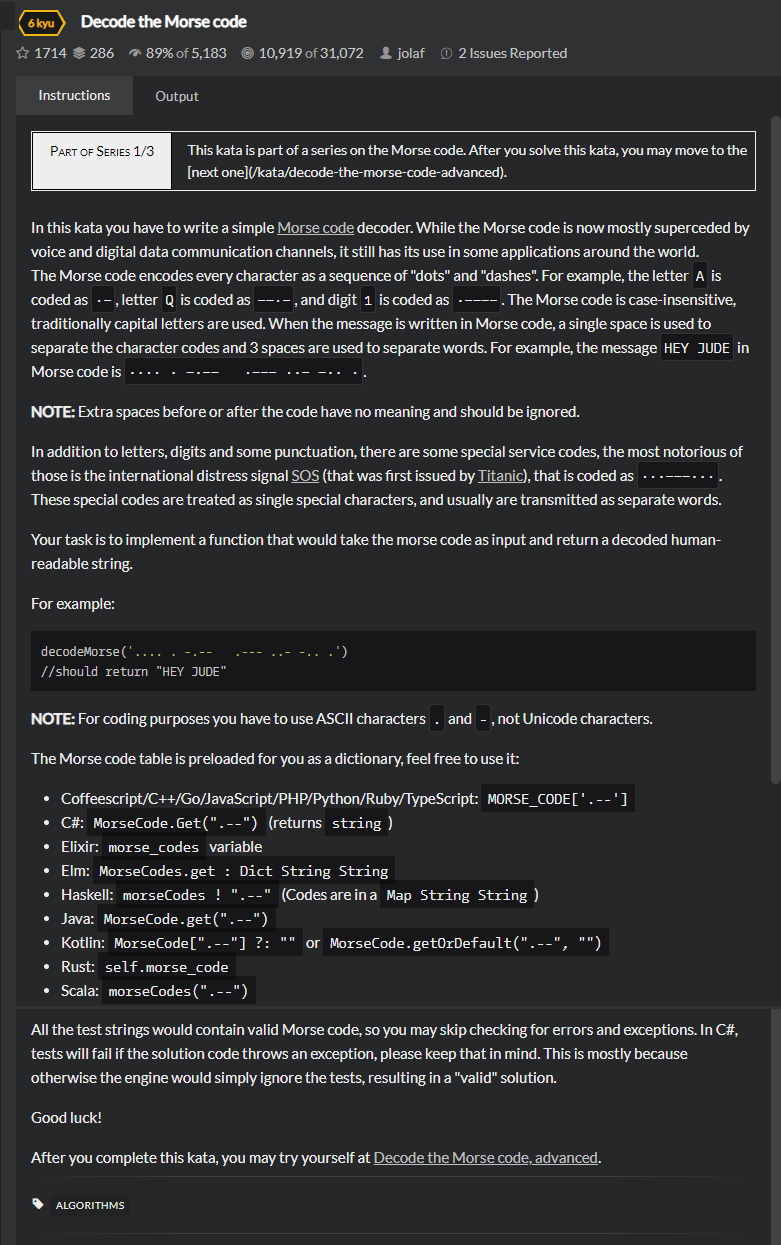 6 kyu Decode the Morse code
1714 286 89% of 5,183 10,919 of 31,072 jolaf 2 Issues Reported
Instructions Output
Part of Series 1/3
This kata is part of a series on the Morse code. After you solve this kata, you may move to the
[next one](/kata/decode-the-morse-code-advanced).
In this kata you have to write a simple Morse code decoder. While the Morse code is now mostly superceded by
voice and digital data communication channels, it still has its use in some applications around the world.
The Morse code encodes every character as a sequence of "dots" and "dashes". For example, the letter A is
coded as ·−, letter Q is coded as −−·−, and digit 1 is coded as ·−−−−. The Morse code is case-insensitive,
traditionally capital letters are used. When the message is written in Morse code, a single space is used to
separate the character codes and 3 spaces are used to separate words. For example, the message HEY JUDE in
Morse code is ···· · −·−−   ·−−− ··− −·· ·.
NOTE: Extra spaces before or after the code have no meaning and should be ignored.
In addition to letters, digits and some punctuation, there are some special service codes, the most notorious of
those is the international distress signal SOS (that was first issued by Titanic), that is coded as ···−−−···.
These special codes are treated as single special characters, and usually are transmitted as separate words.
Your task is to implement a function that would take the morse code as input and return a decoded human-
readable string.
For example:
decodeMorse('.... . -.--   .--- ..- -.. .')
//should return "HEY JUDE"
NOTE: For coding purposes you have to use ASCII characters . and -, not Unicode characters.
The Morse code table is preloaded for you as a dictionary, feel free to use it:
• Coffeescript/C++/Go/JavaScript/PHP/Python/Ruby/TypeScript: MORSE_CODE['.--']
• C#: MorseCode.Get(".--") (returns string)
• Elixir: morse_codes variable
• Elm: MorseCodes.get : Dict String String
• Haskell: morseCodes ! ".--" (Codes are in a Map String String)
• Java: MorseCode.get(".--")
• Kotlin: MorseCode[".--"] ?: "" or MorseCode.getOrDefault(".--", "")
• Rust: self.morse_code
• Scala: morseCodes(".--")
All the test strings would contain valid Morse code, so you may skip checking for errors and exceptions. In C#,
tests will fail if the solution code throws an exception, please keep that in mind. This is mostly because
otherwise the engine would simply ignore the tests, resulting in a "valid" solution.
Good luck!
After you complete this kata, you may try yourself at Decode the Morse code, advanced.
ALGORITHMS